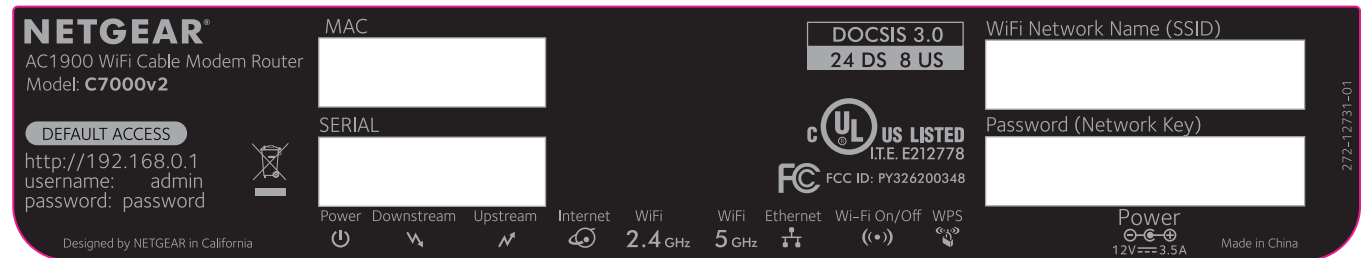 NETGEAR®
AC1900 WiFi Cable Modem Router
Model: C7000v2
DEFAULT ACCESS
http://192.168.0.1
username: admin
password: password
Designed by NETGEAR in California
MAC
SERIAL
DOCSIS 3.0
24 DS 8 US
C UL ® US LISTED
I.T.E. E212778
FC FCC ID: PY326200348
WiFi Network Name (SSID)
Password (Network Key)
272-12731-01
Power Downstream Upstream Internet WiFi WiFi Ethernet Wi-Fi On/Off WPS
2.4 GHz 5 GHz
Power
12V 3.5A
Made in China